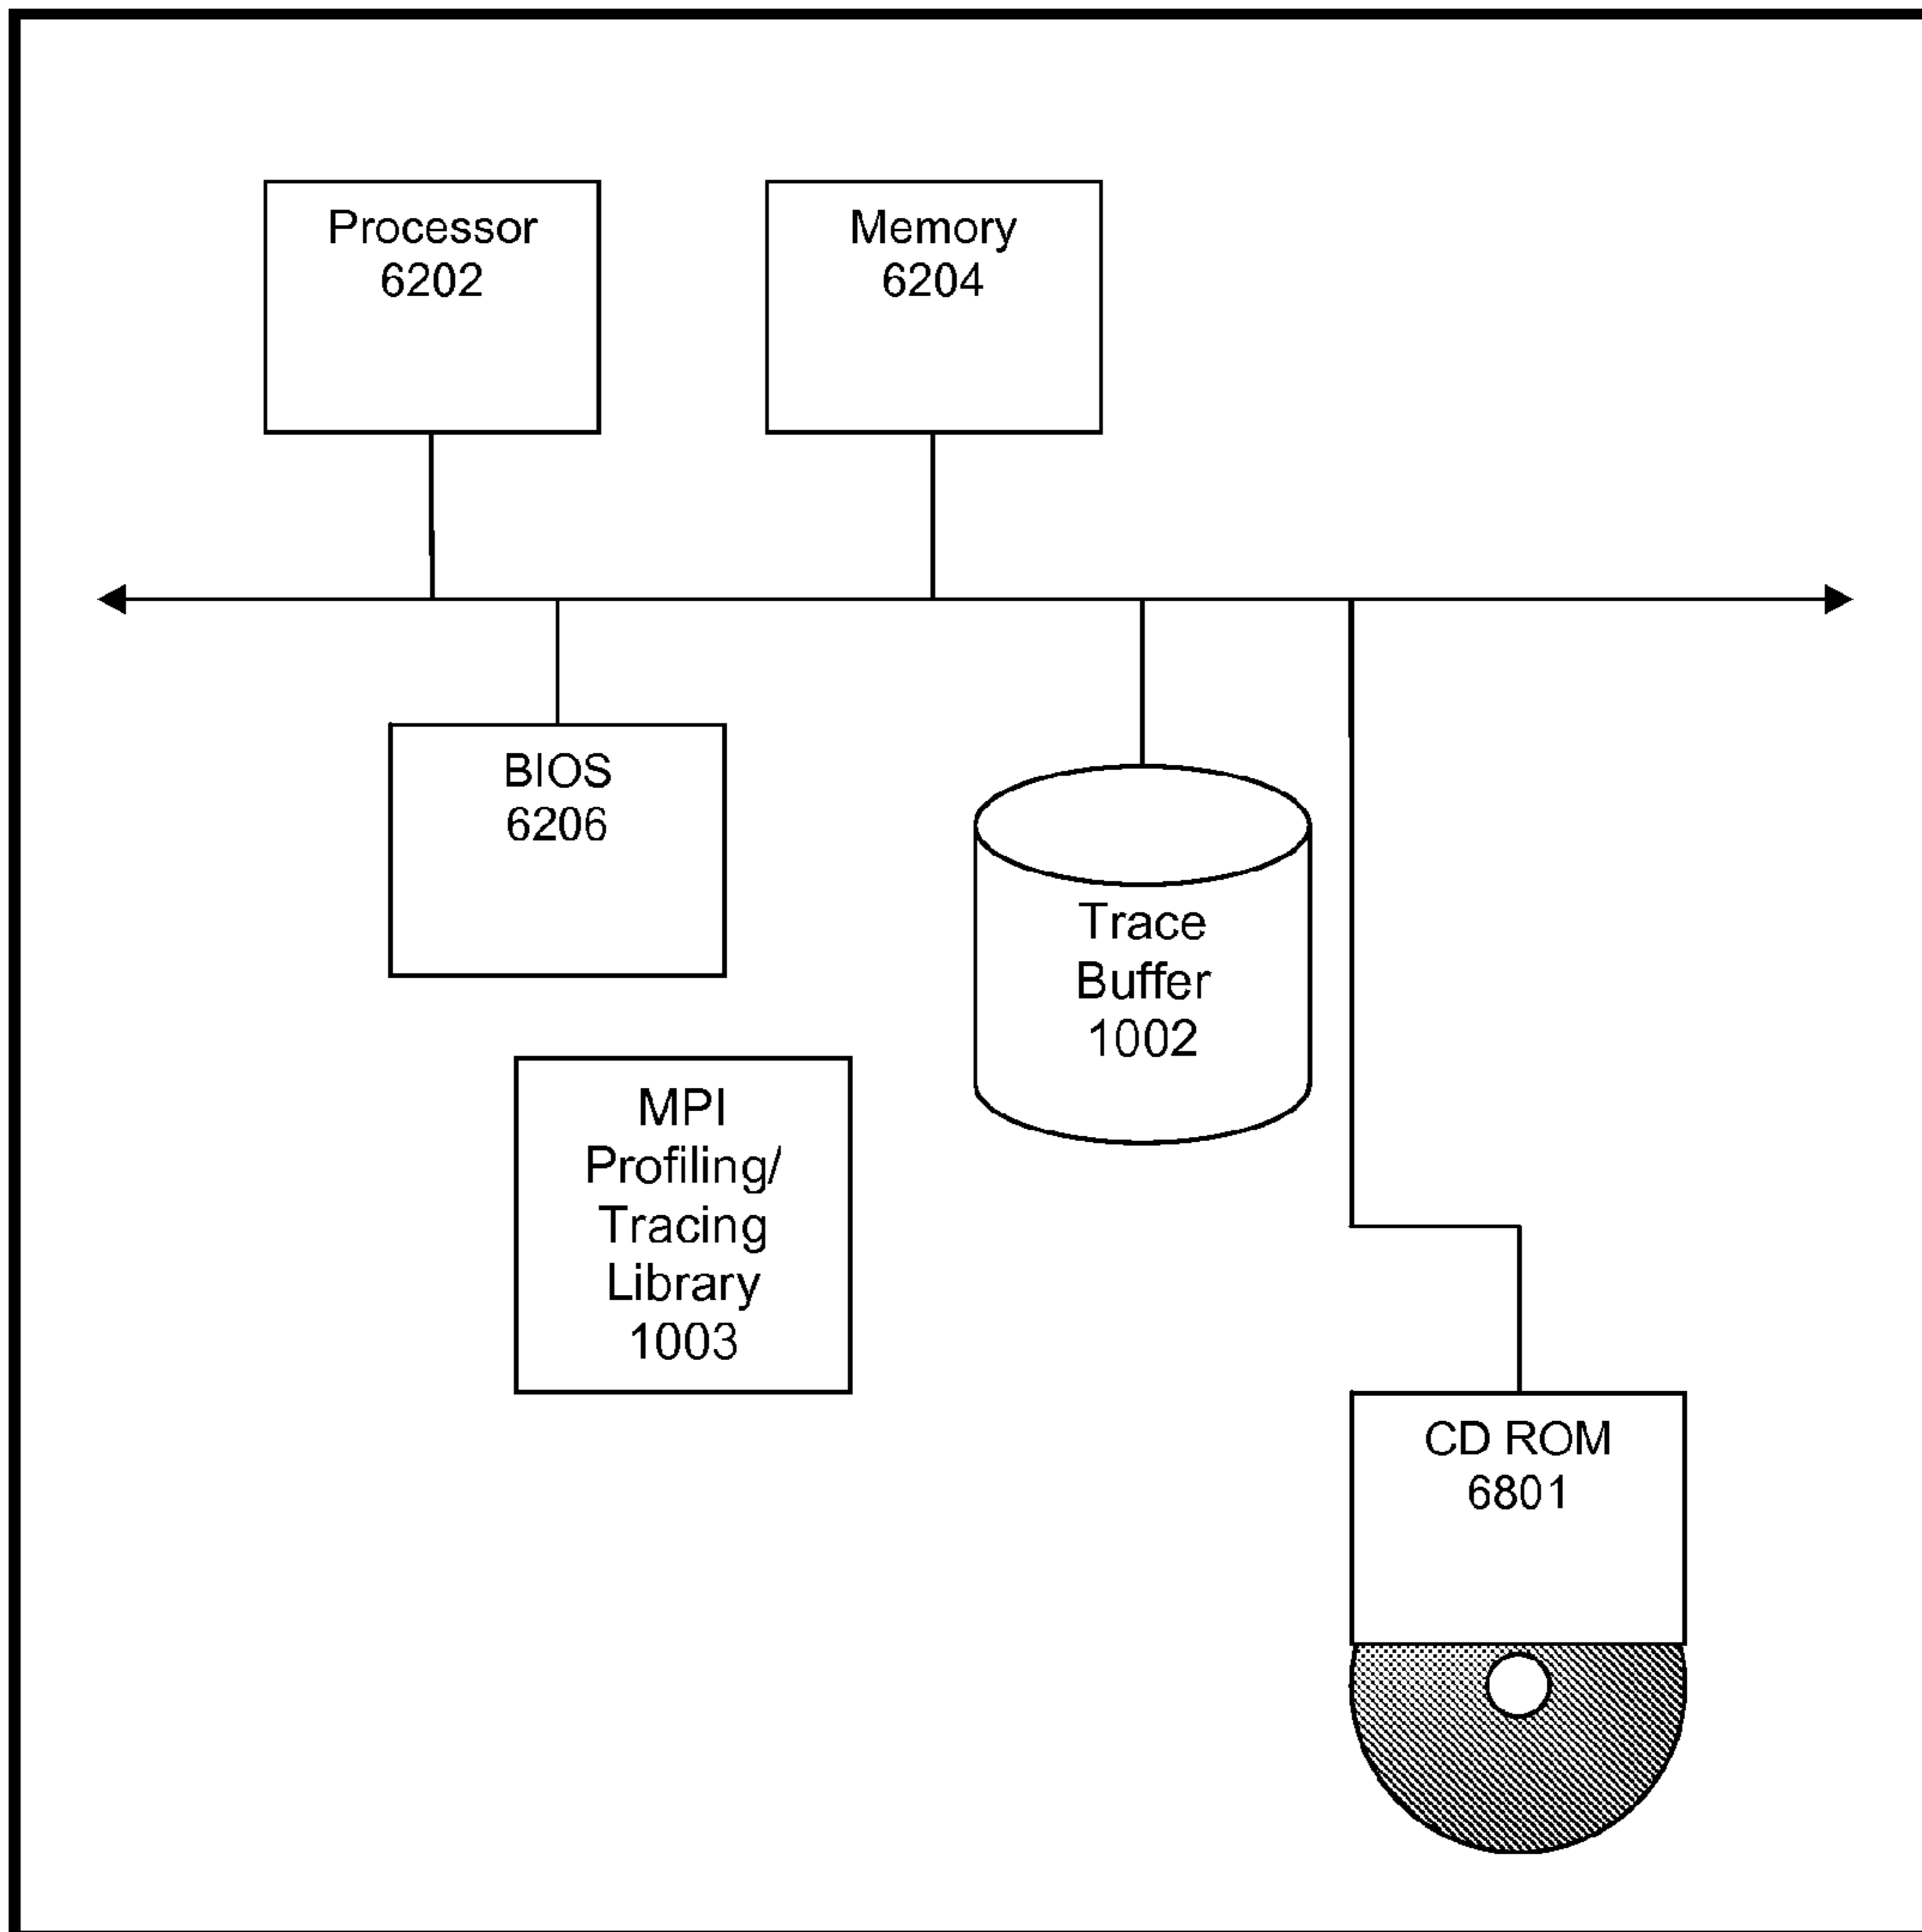 Processor
6202
Memory
6204
BIOS
6206
Trace
Buffer
1002
MPI
Profiling/
Tracing
Library
1003
CD ROM
6801